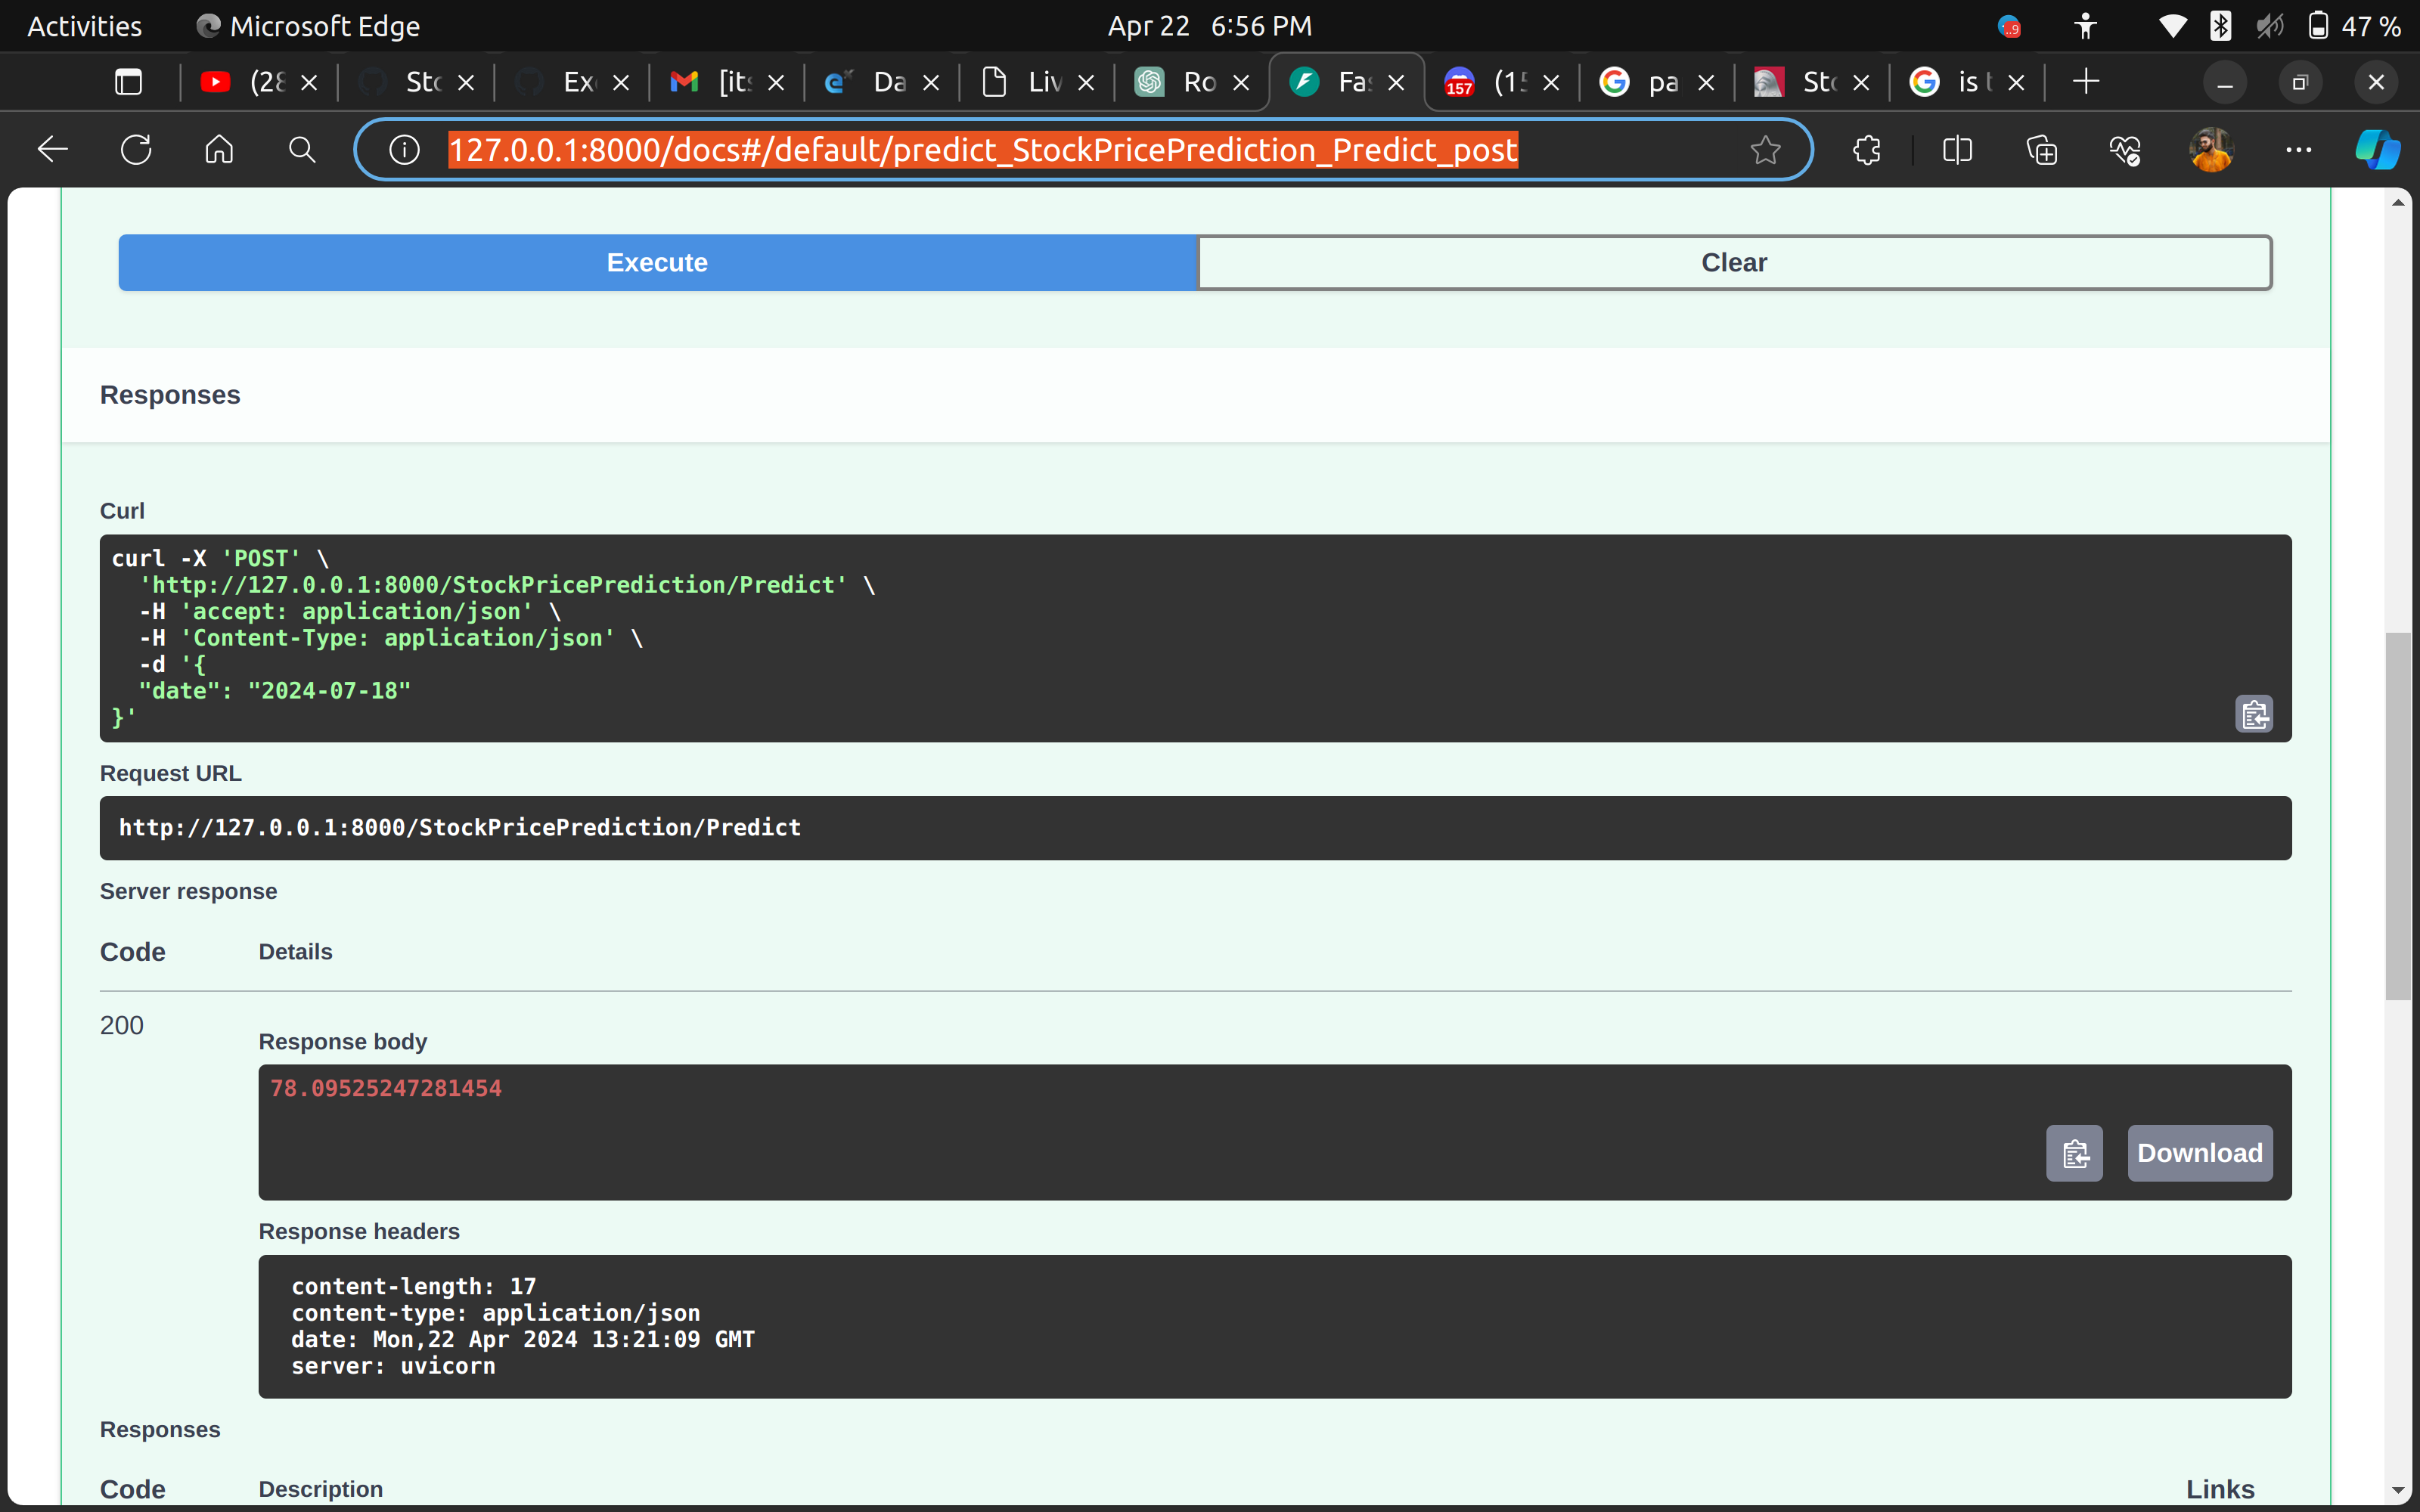 Activities Microsoft Edge Apr 22 6:56 PM 47 %
(28 Sto Ex [its Da Liv Ro Fas 157 (15 pa Sto is t
127.0.0.1:8000/docs#/default/predict_StockPricePrediction_Predict_post
Execute Clear
Responses
Curl
curl -X 'POST' \
'http://127.0.0.1:8000/StockPricePrediction/Predict' \
-H 'accept: application/json' \
-H 'Content-Type: application/json' \
-d '{
"date": "2024-07-18"
}'
Request URL
http://127.0.0.1:8000/StockPricePrediction/Predict
Server response
Code Details
200
Response body
78.09525247281454
Download
Response headers
content-length: 17
content-type: application/json
date: Mon,22 Apr 2024 13:21:09 GMT
server: uvicorn
Responses
Code Description Links